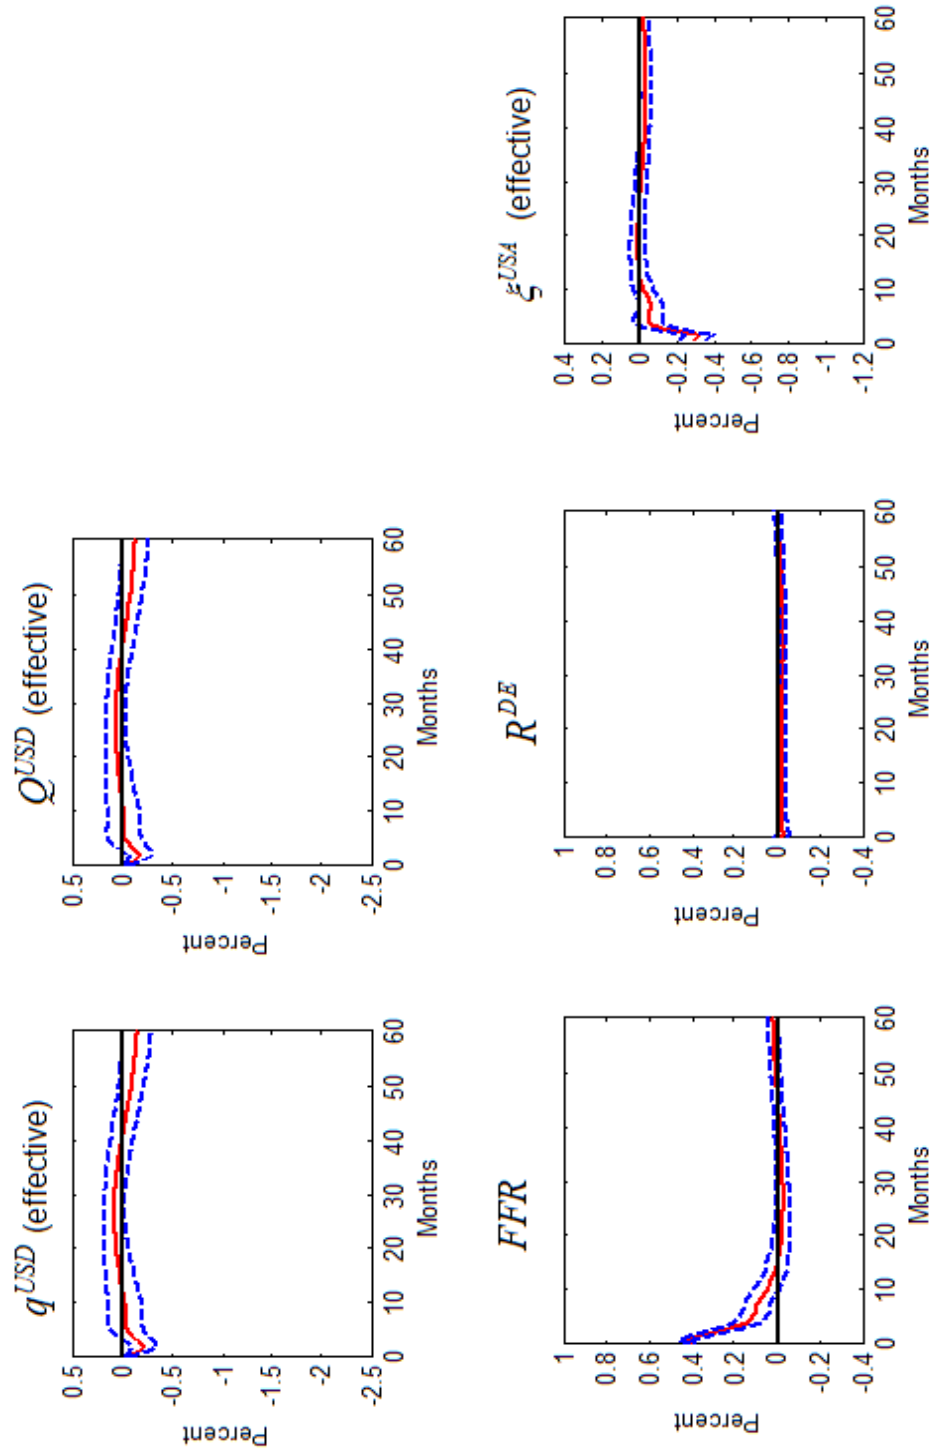 q^USD (effective)
Percent
0.5
0
-0.5
-1
-1.5
-2
-2.5
0 10 20 30 40 50 60
Months
Q^USD (effective)
Percent
0.5
0
-0.5
-1
-1.5
-2
-2.5
0 10 20 30 40 50 60
Months
FFR
Percent
1
0.8
0.6
0.4
0.2
0
-0.2
-0.4
0 10 20 30 40 50 60
Months
R^DE
Percent
1
0.8
0.6
0.4
0.2
0
-0.2
-0.4
0 10 20 30 40 50 60
Months
ξ^USA (effective)
Percent
0.4
0.2
0
-0.2
-0.4
-0.6
-0.8
-1
-1.2
0 10 20 30 40 50 60
Months